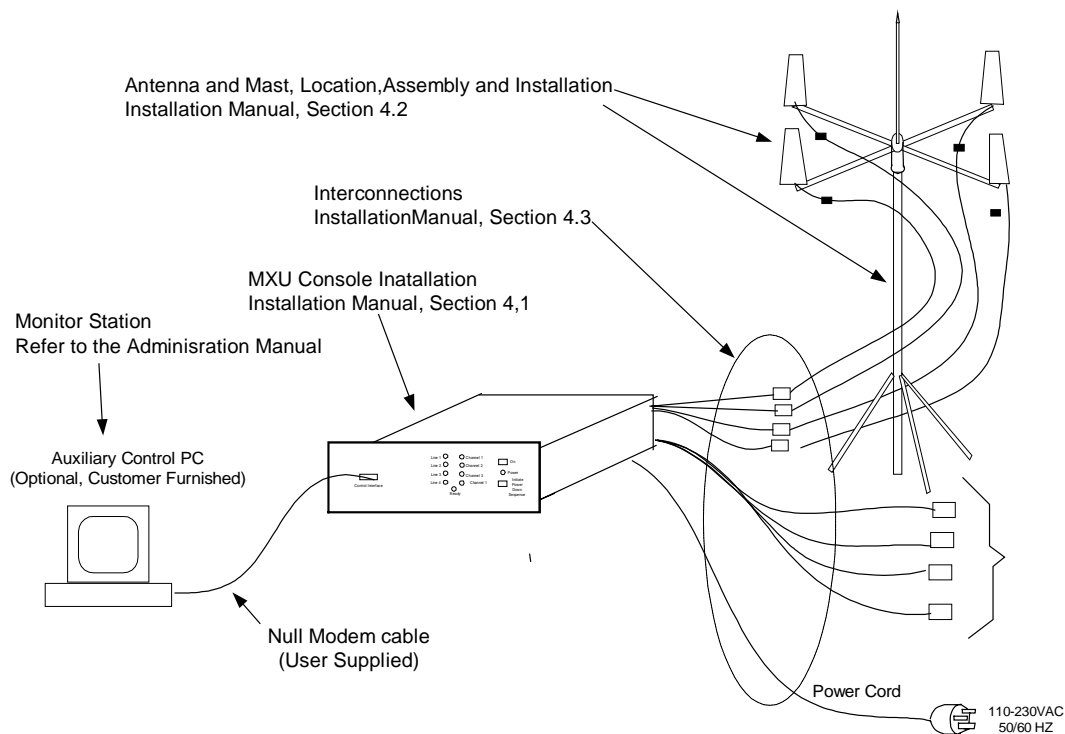 Antenna and Mast, Location,Assembly and Installation
Installation Manual, Section 4.2
Interconnections
InstallationManual, Section 4.3
MXU Console Inatallation
Installation Manual, Section 4,1
Monitor Station
Refer to the Adminisration Manual
Auxiliary Control PC
(Optional, Customer Furnished)
Line 1
Channel 1
Line 2
Channel 2
Line 3
Channel 3
Line 4
Channel 1
Ready
On
Power
Initiate
Power
Down
Sequence
Control Interface
Null Modem cable
(User Supplied)
Power Cord
110-230VAC
50/60 HZ